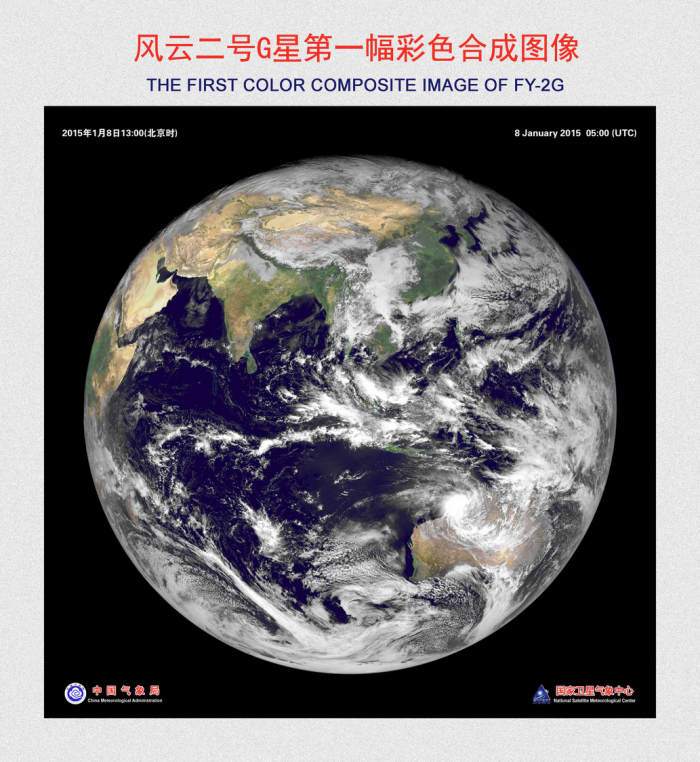 风云二号G星第一幅彩色合成图像
THE FIRST COLOR COMPOSITE IMAGE OF FY-2G
2015年1月8日13:00(北京时)
8 January 2015 05:00 (UTC)
中国气象局
China Meteorological Administration
国家卫星气象中心
National Satellite Meteorological Center